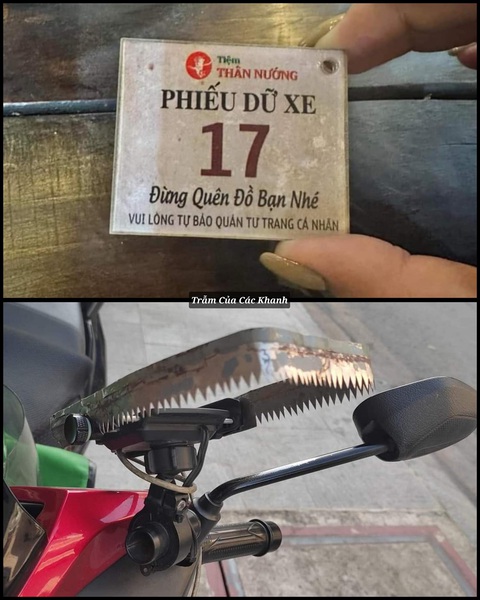 Tiệm
THÂN NƯỚNG
PHIẾU DỮ XE
17
Đừng Quên Đồ Bạn Nhé
VUI LÒNG TỰ BẢO QUẢN TƯ TRANG CÁ NHÂN
Trầm Của Các Khanh